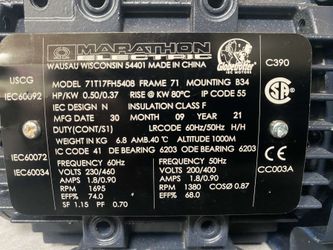 MARATHON
ELECTRIC
WAUSAU WISCONSIN 54401 MADE IN CHINA
GLOBETROTTER
IEC MOTORS
C390
USCG
IEC60092
MODEL 71T17FH5408 FRAME 71 MOUNTING B34
HP/KW 0.50/0.37 RISE @ KW 80°C IP CODE 55
IEC DESIGN N INSULATION CLASS F
MFG DATE 30 MONTH 09 YEAR 21
DUTY(CONT/S1) LRCODE 60Hz/50Hz H/H
WEIGHT IN KG 6.8 AMB.40°C ALTITUDE 1000M
IEC60072
IC CODE 41 DE BEARING 6203 ODE BEARING 6203
IEC60034
FREQUENCY 60Hz FREQUENCY 50Hz
VOLTS 230/460 VOLTS 200/400
CC003A
AMPS 1.8/0.90 AMPS 1.8/0.90
RPM 1695 RPM 1380 COSØ 0.87
EFF% 74.0 EFF% 68.0
SF 1.15 PF 0.70